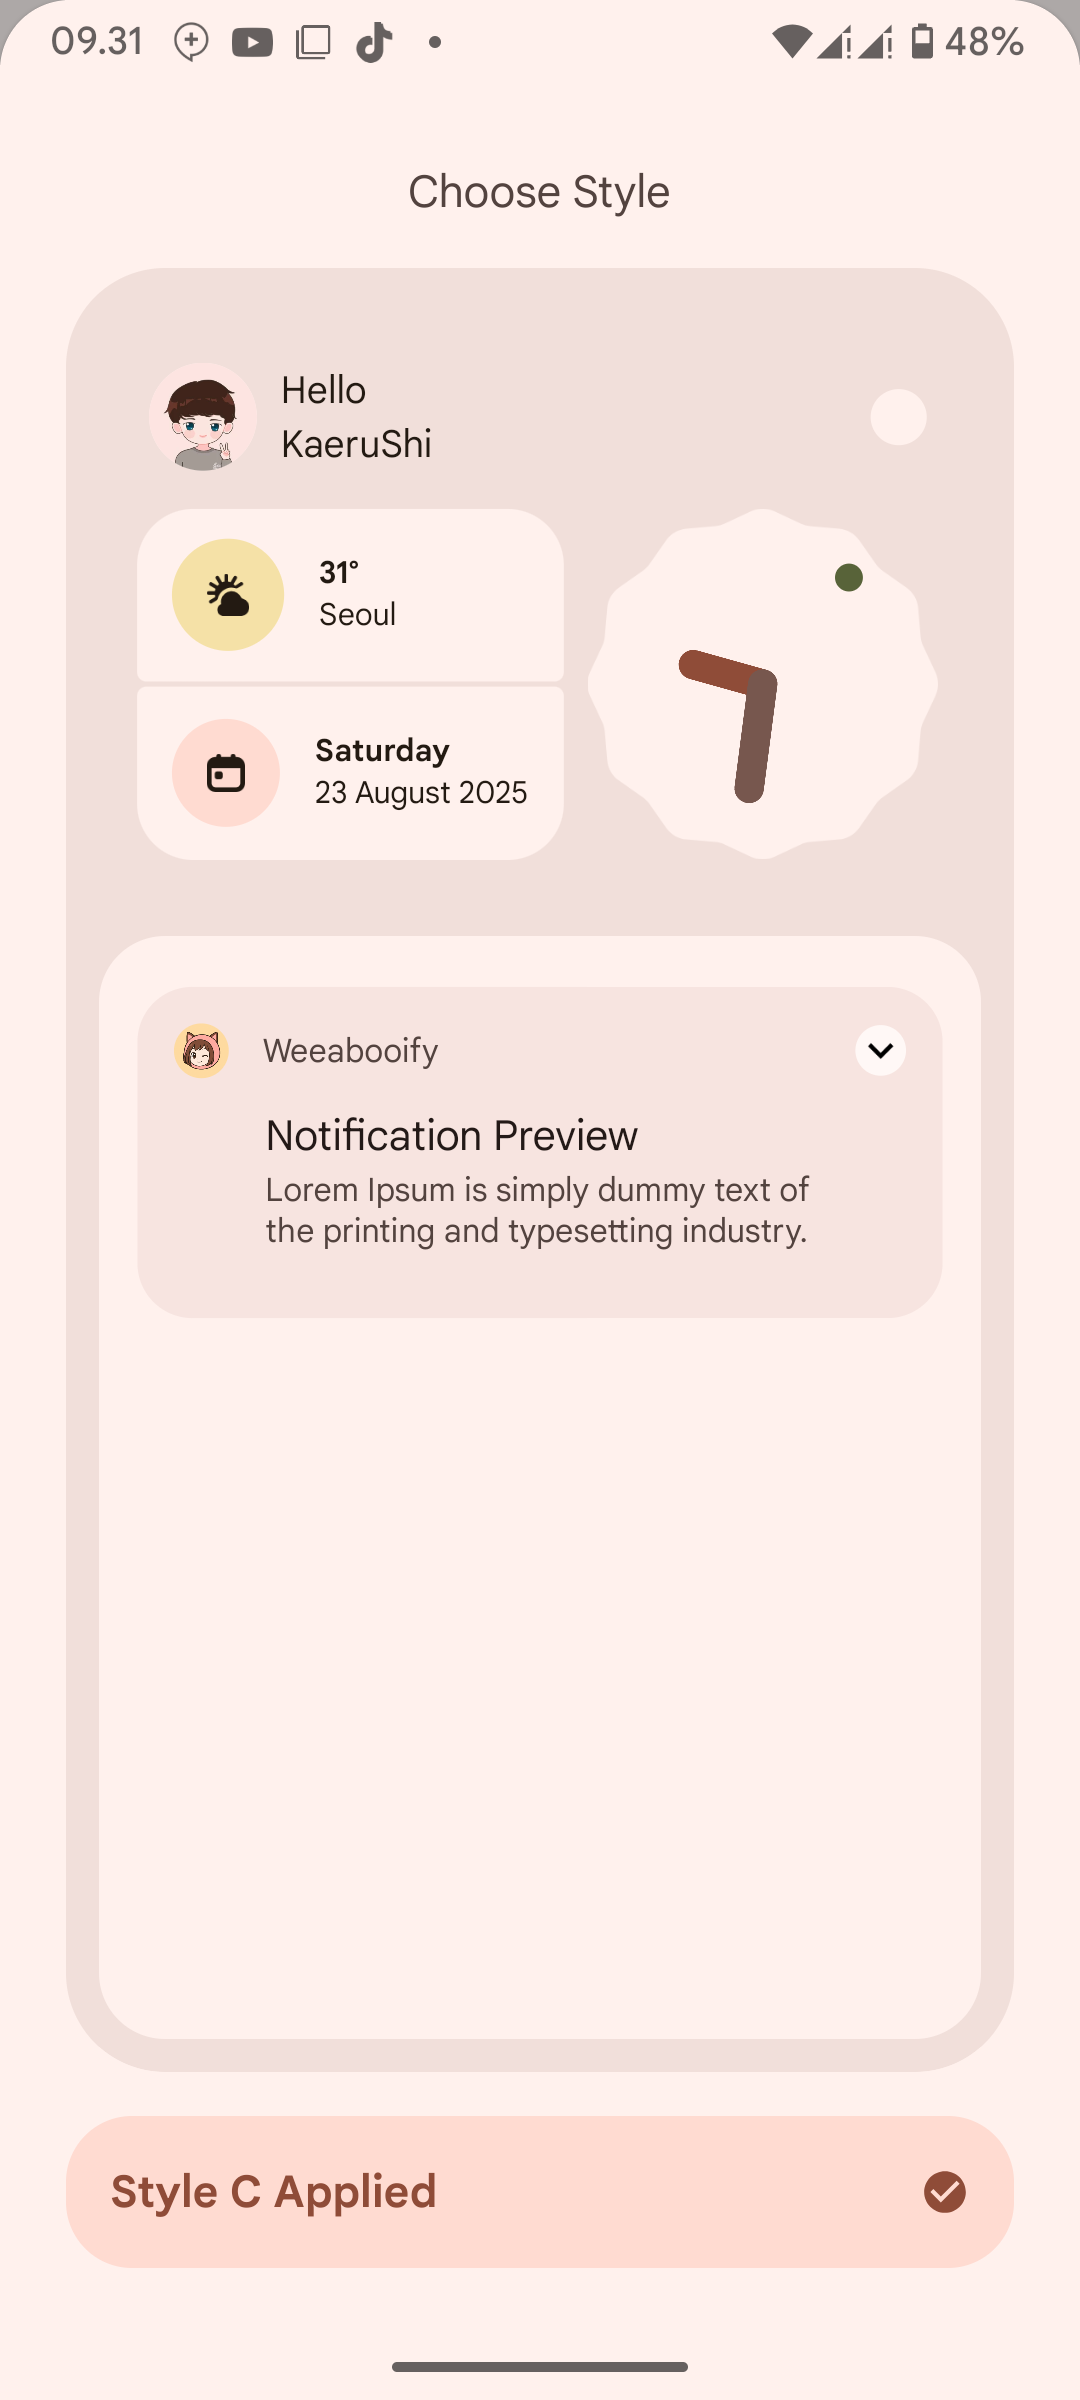 09.31
48%
Choose Style
Hello
KaeruShi
31°
Seoul
Saturday
23 August 2025
Weeabooify
Notification Preview
Lorem Ipsum is simply dummy text of
the printing and typesetting industry.
Style C Applied